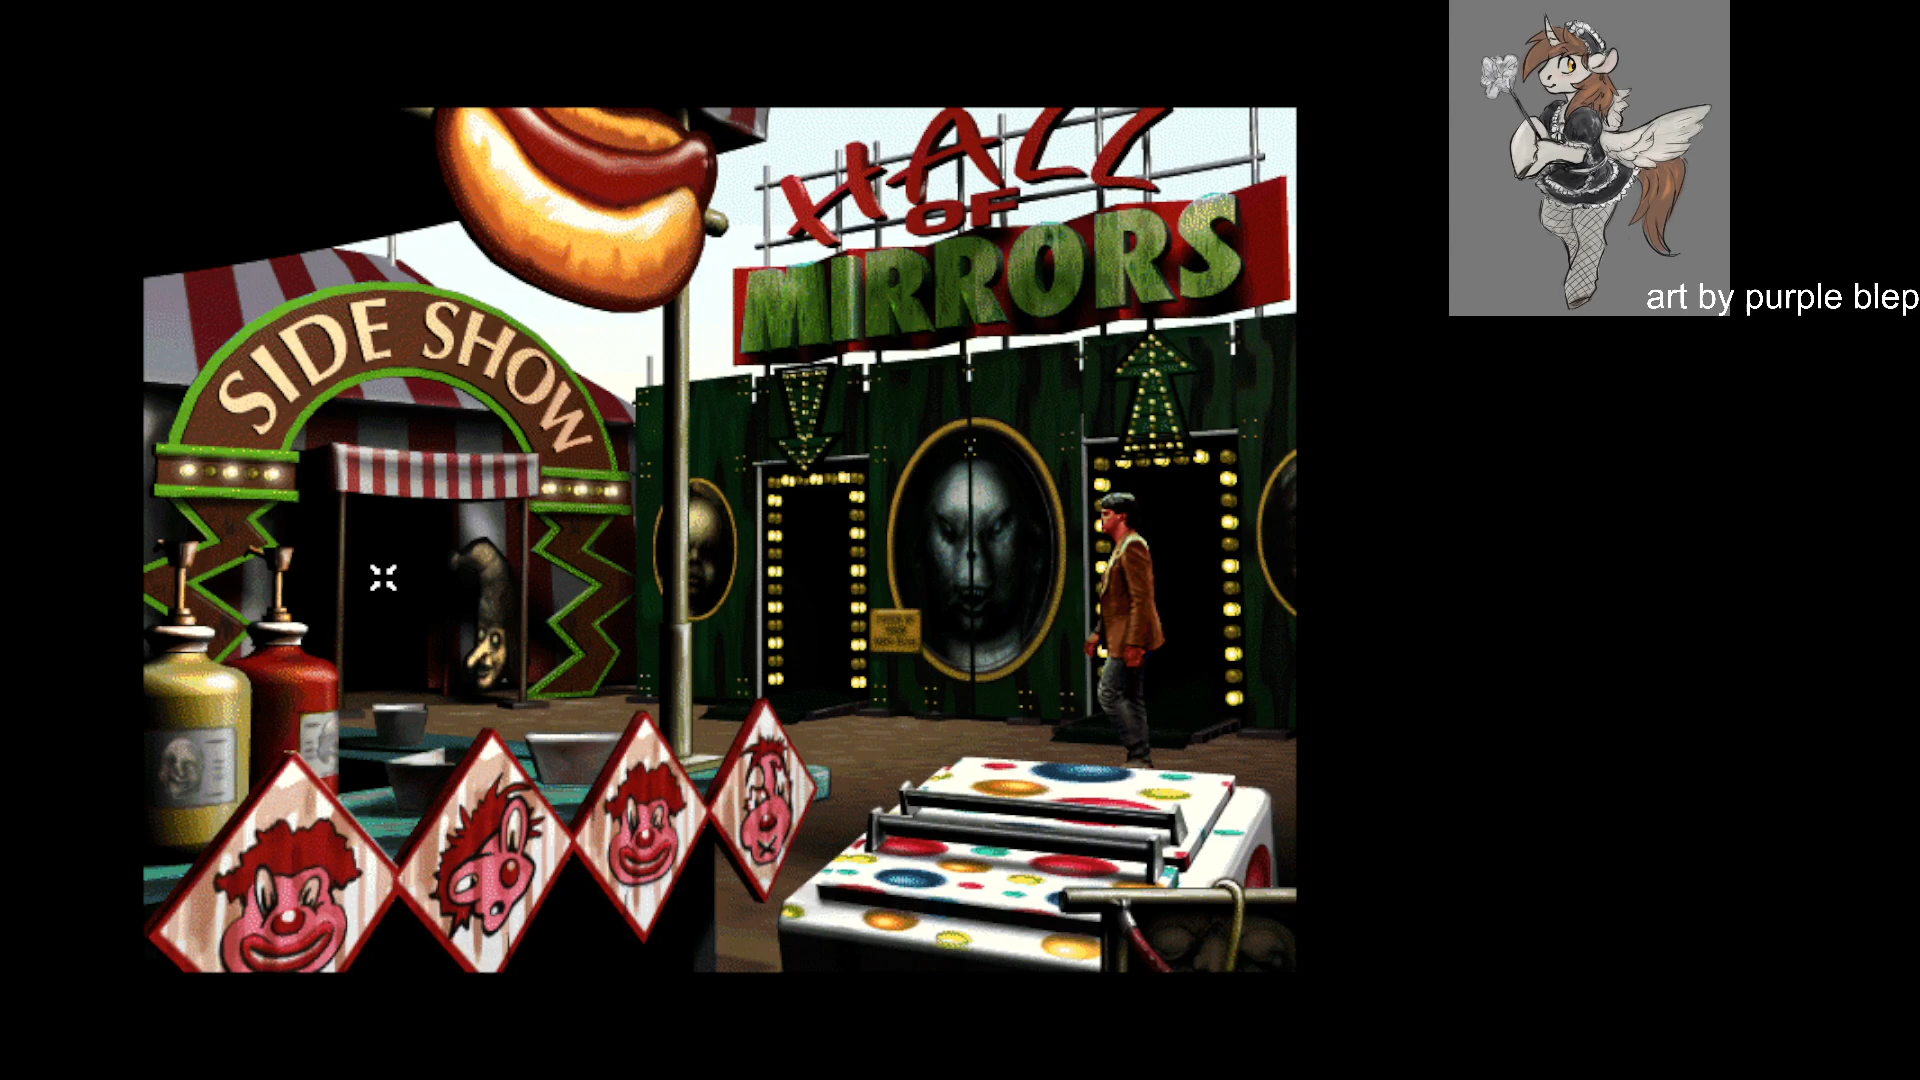 SIDE SHOW
HALL
OF
MIRRORS
art by purple blep